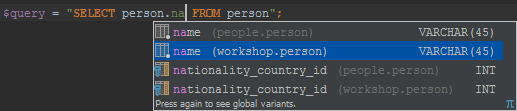 $query = "SELECT person.na FROM person";
name (people.person) VARCHAR(45)
name (workshop.person) VARCHAR(45)
nationality_country_id (people.person) INT
nationality_country_id (workshop.person) INT
Press again to see global variants. π